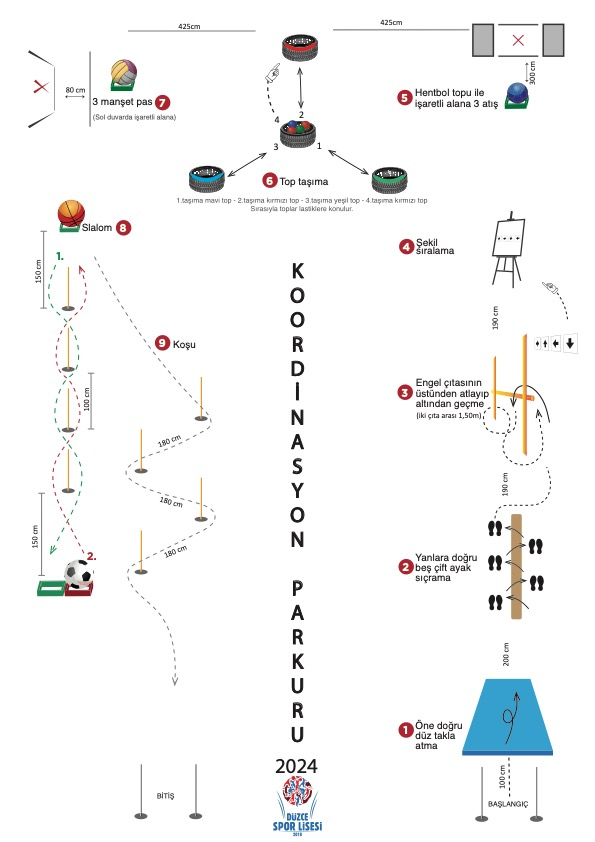 425cm
425cm
80 cm
3 manşet pas 7
(Sol duvarda işaretli alana)
300 cm
5 Hentbol topu ile
işaretli alana 3 atış
4
2
3
1
6 Top taşıma
1.taşıma mavi top - 2.taşıma kırmızı top - 3.taşıma yeşil top - 4.taşıma kırmızı top
Sırasıyla toplar lastiklere konulur.
Slalom 8
1.
150 cm
100 cm
150 cm
2.
9 Koşu
180 cm
180 cm
180 cm
KOORDİNASYON PARKURU
2024
DÜZCE
SPOR LİSESİ
2018
4 Şekil
sıralama
190 cm
3 Engel çıtasının
üstünden atlayıp
altından geçme
(iki çıta arası 1,50m)
190 cm
2 Yanlara doğru
beş çift ayak
sıçrama
200 cm
1 Öne doğru
düz takla
atma
100 cm
BAŞLANGIÇ
BİTİŞ